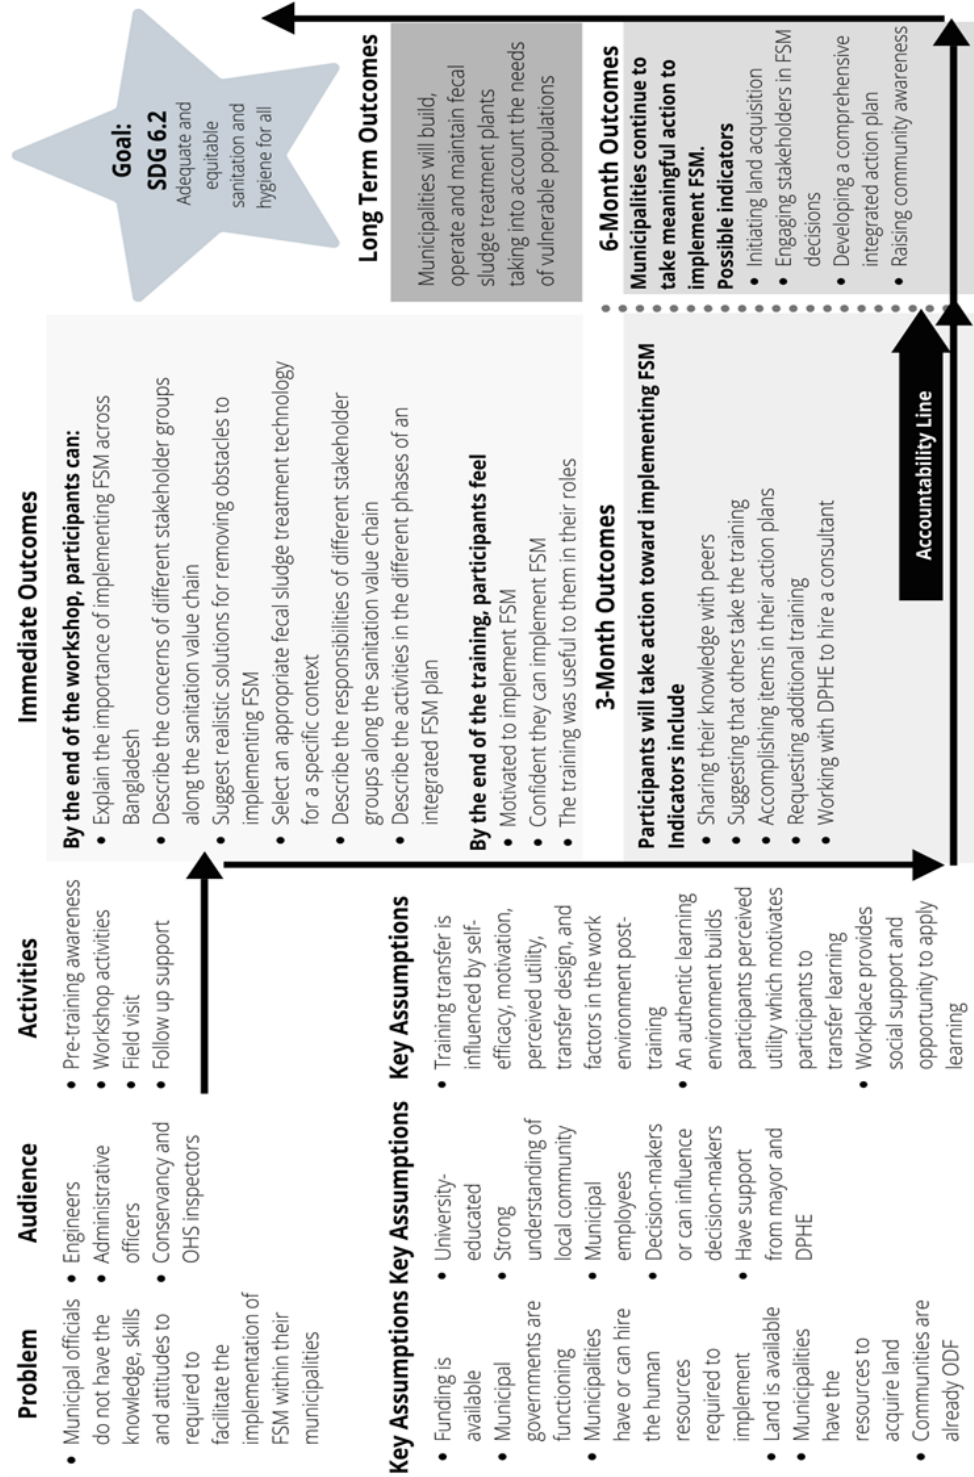 Problem
• Municipal officials
do not have the
knowledge, skills
and attitudes to
required to
facilitate the
implementation of
FSM within their
municipalities
Key Assumptions
• Funding is
available
• Municipal
governments are
functioning
• Municipalities
have or can hire
the human
resources
required to
implement
• Land is available
• Municipalities
have the
resources to
acquire land
• Communities are
already ODF
Audience
• Engineers
• Administrative
officers
• Conservancy and
OHS inspectors
Key Assumptions
• University-
educated
• Strong
understanding of
local community
• Municipal
employees
• Decision-makers
or can influence
decision-makers
• Have support
from mayor and
DPHE
Activities
• Pre-training awareness
• Workshop activities
• Field visit
• Follow up support
Key Assumptions
• Training transfer is
influenced by self-
efficacy, motivation,
perceived utility,
transfer design, and
factors in the work
environment post-
training
• An authentic learning
environment builds
participants perceived
utility which motivates
participants to
transfer learning
• Workplace provides
social support and
opportunity to apply
learning
Immediate Outcomes
By the end of the workshop, participants can:
• Explain the importance of implementing FSM across
Bangladesh
• Describe the concerns of different stakeholder groups
along the sanitation value chain
• Suggest realistic solutions for removing obstacles to
implementing FSM
• Select an appropriate fecal sludge treatment technology
for a specific context
• Describe the responsibilities of different stakeholder
groups along the sanitation value chain
• Describe the activities in the different phases of an
integrated FSM plan
By the end of the training, participants feel
• Motivated to implement FSM
• Confident they can implement FSM
• The training was useful to them in their roles
3-Month Outcomes
Participants will take action toward implementing FSM
Indicators include
• Sharing their knowledge with peers
• Suggesting that others take the training
• Accomplishing items in their action plans
• Requesting additional training
• Working with DPHE to hire a consultant
Accountability Line
Goal:
SDG 6.2
Adequate and
equitable
sanitation and
hygiene for all
Long Term Outcomes
Municipalities will build,
operate and maintain fecal
sludge treatment plants
taking into account the needs
of vulnerable populations
6-Month Outcomes
Municipalities continue to
take meaningful action to
implement FSM.
Possible indicators
• Initiating land acquisition
• Engaging stakeholders in FSM
decisions
• Developing a comprehensive
integrated action plan
• Raising community awareness